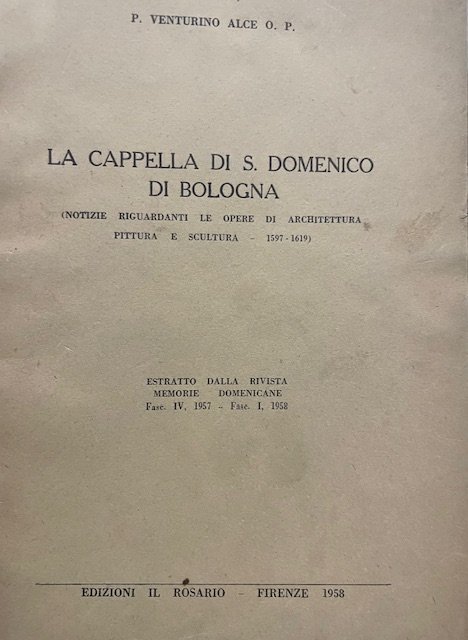 P. VENTURINO ALCE O. P.
LA CAPPELLA DI S. DOMENICO
DI BOLOGNA
(NOTIZIE RIGUARDANTI LE OPERE DI ARCHITETTURA
PITTURA E SCULTURA - 1597-1619)
ESTRATTO DALLA RIVISTA
MEMORIE DOMENICANE
Fasc. IV, 1957 - Fasc. I, 1958
EDIZIONI IL ROSARIO - FIRENZE 1958